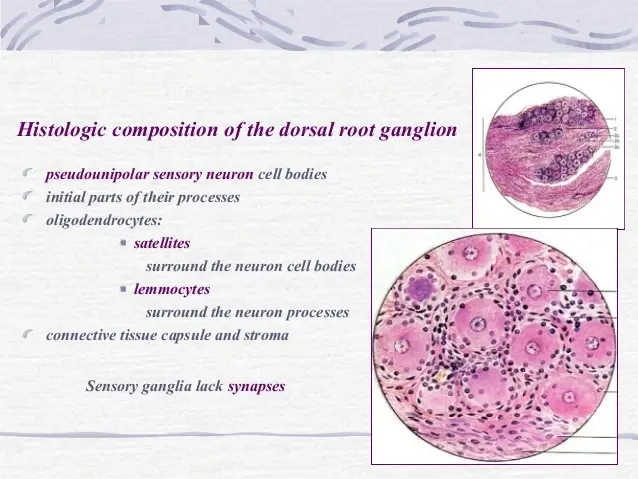 Histologic composition of the dorsal root ganglion
pseudounipolar sensory neuron cell bodies
initial parts of their processes
oligodendrocytes:
satellites
surround the neuron cell bodies
lemmocytes
surround the neuron processes
connective tissue capsule and stroma
Sensory ganglia lack synapses